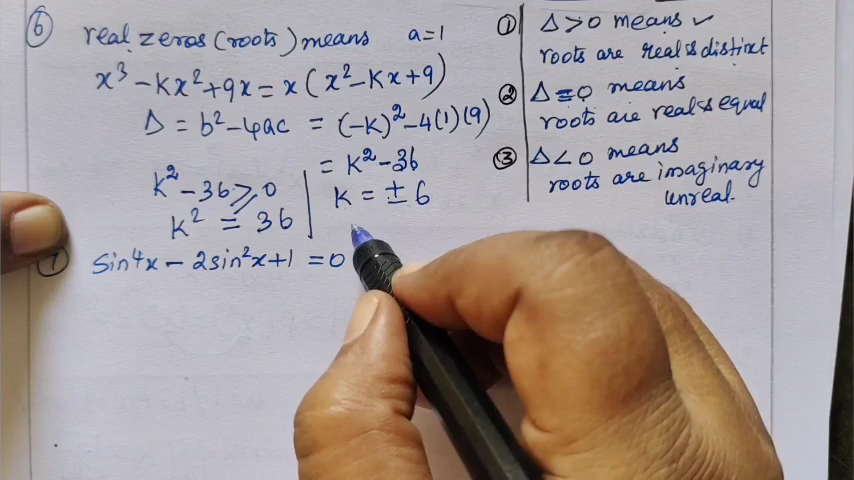 ⑥ real zeros (roots) means a=1
x³ - Kx² + 9x = x (x² - Kx + 9)
Δ = b² - 4ac = (-K)² - 4(1)(9)
= K² - 36
K² - 36 ≥ 0
K² = 36
K = ± 6
① Δ > 0 means ✓
roots are real & distinct
② Δ = 0 means
roots are real & equal
③ Δ < 0 means
roots are imaginary
unreal.
⑦ sin⁴x - 2sin²x + 1 = 0